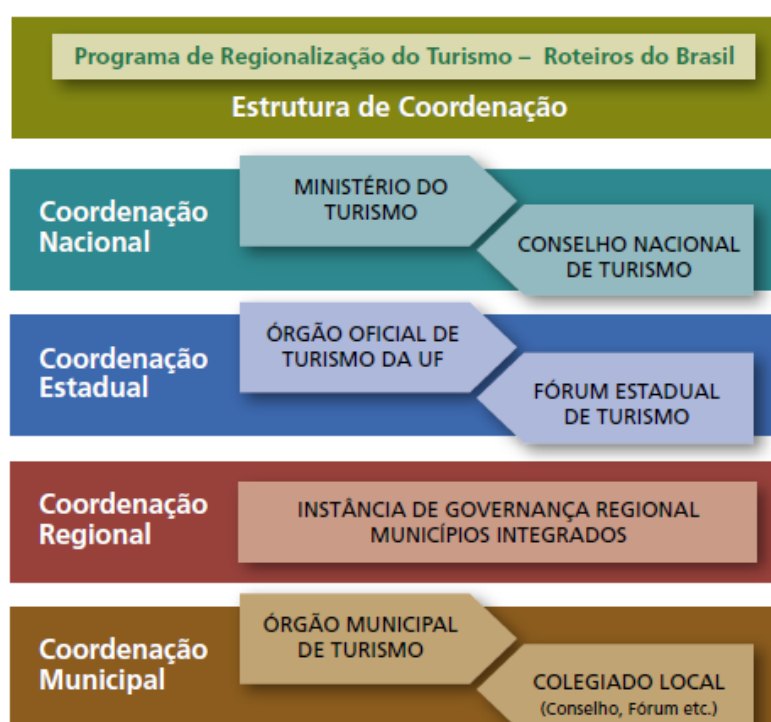 Programa de Regionalização do Turismo – Roteiros do Brasil
Estrutura de Coordenação
Coordenação
Nacional
MINISTÉRIO DO
TURISMO
CONSELHO NACIONAL
DE TURISMO
Coordenação
Estadual
ÓRGÃO OFICIAL DE
TURISMO DA UF
FÓRUM ESTADUAL
DE TURISMO
Coordenação
Regional
INSTÂNCIA DE GOVERNANÇA REGIONAL
MUNICÍPIOS INTEGRADOS
Coordenação
Municipal
ÓRGÃO MUNICIPAL
DE TURISMO
COLEGIADO LOCAL
(Conselho, Fórum etc.)